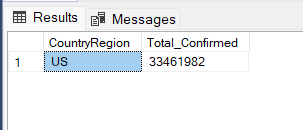 Results Messages
CountryRegion Total_Confirmed
1 US 33461982